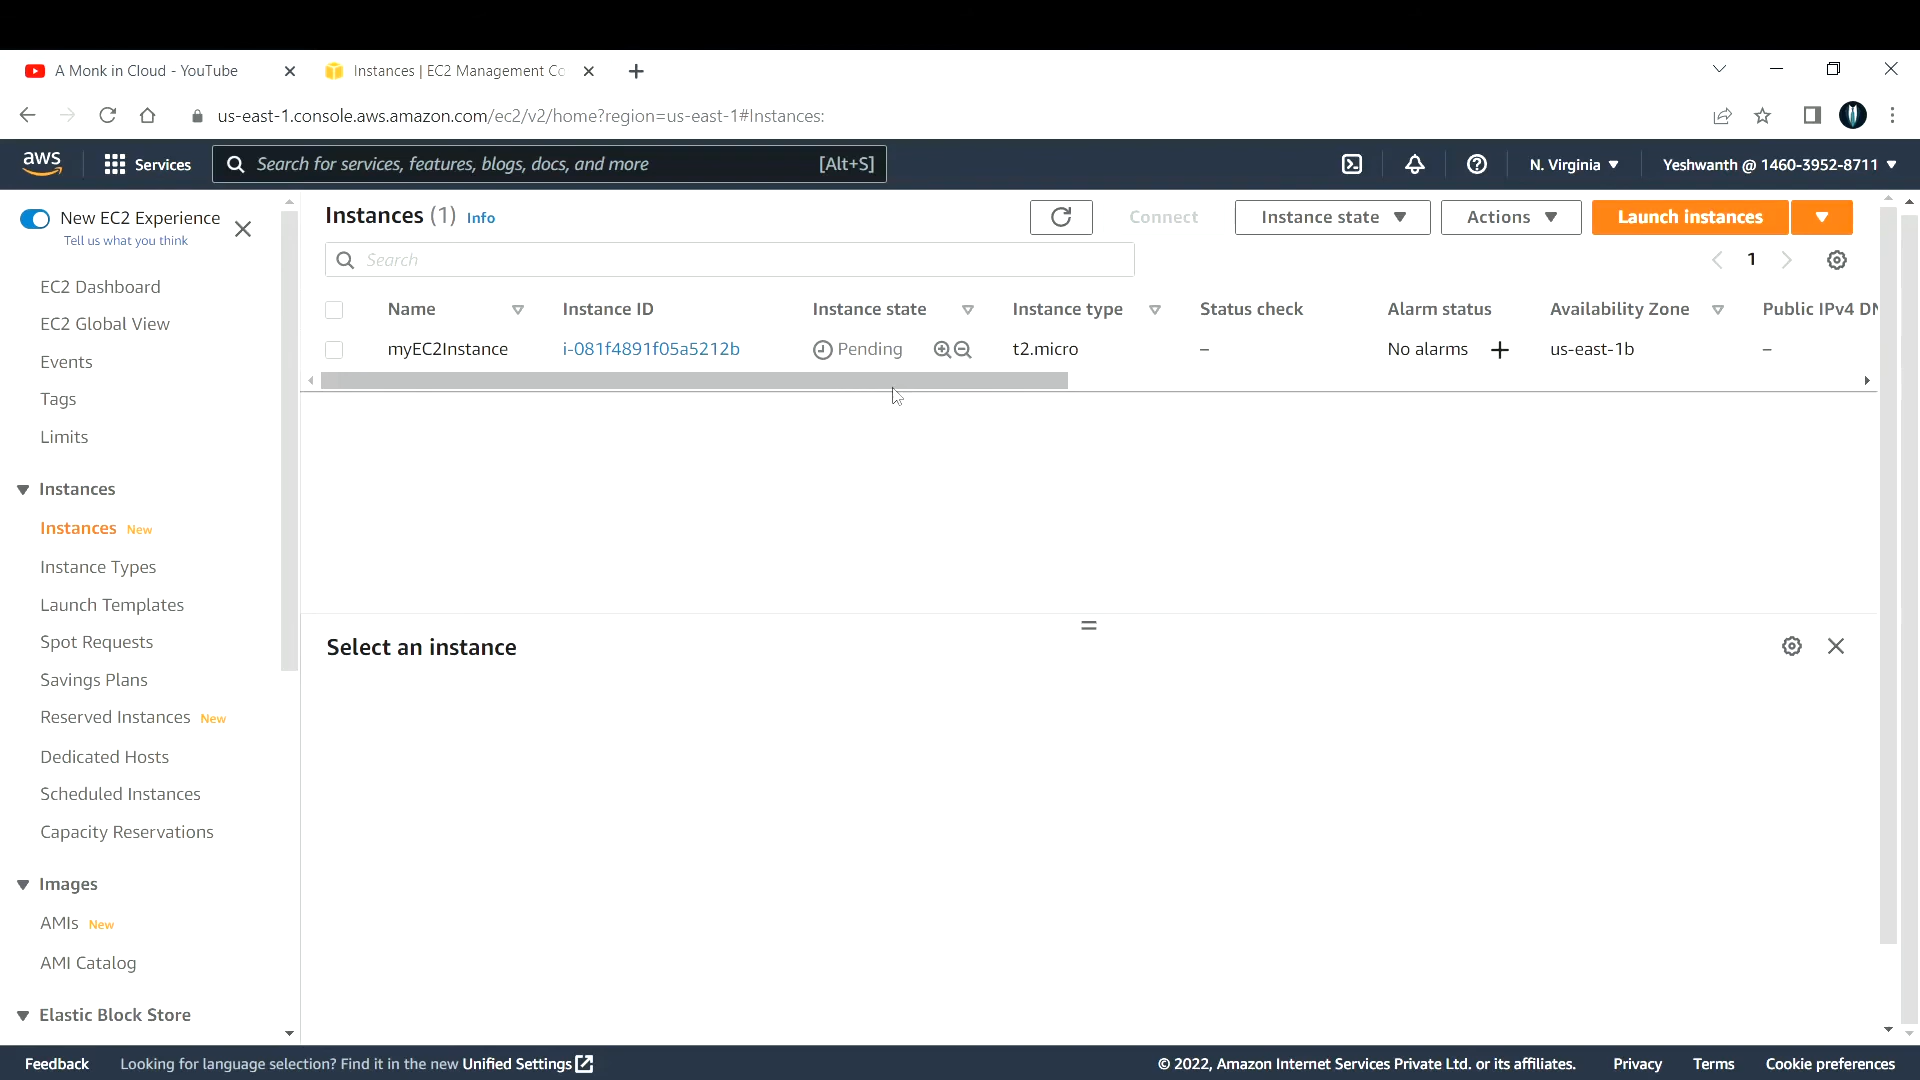 A Monk in Cloud - YouTube
Instances | EC2 Management Co
us-east-1.console.aws.amazon.com/ec2/v2/home?region=us-east-1#Instances:
aws Services Search for services, features, blogs, docs, and more [Alt+S] N. Virginia Yeshwanth @ 1460-3952-8711
New EC2 Experience
Tell us what you think
EC2 Dashboard
EC2 Global View
Events
Tags
Limits
Instances
Instances New
Instance Types
Launch Templates
Spot Requests
Savings Plans
Reserved Instances New
Dedicated Hosts
Scheduled Instances
Capacity Reservations
Images
AMIs New
AMI Catalog
Elastic Block Store
Instances (1) Info Connect Instance state Actions Launch instances
Search 1
Name Instance ID Instance state Instance type Status check Alarm status Availability Zone Public IPv4 DN
myEC2Instance i-081f4891f05a5212b Pending t2.micro – No alarms + us-east-1b –
Select an instance
Feedback Looking for language selection? Find it in the new Unified Settings © 2022, Amazon Internet Services Private Ltd. or its affiliates. Privacy Terms Cookie preferences